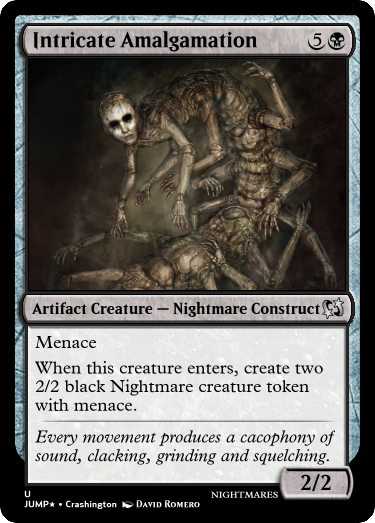 Intricate Amalgamation 5
Artifact Creature — Nightmare Construct
Menace
When this creature enters, create two
2/2 black Nightmare creature token
with menace.
Every movement produces a cacophony of
sound, clacking, grinding and squelching.
2/2
U NIGHTMARES
JUMP★ • Crashington David Romero